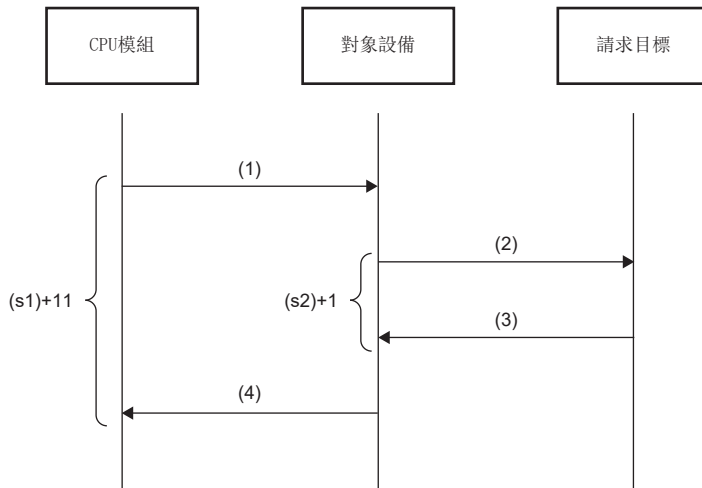 CPU模組
對象設備
請求目標
(1)
(2)
(s1)+11
(s2)+1
(3)
(4)